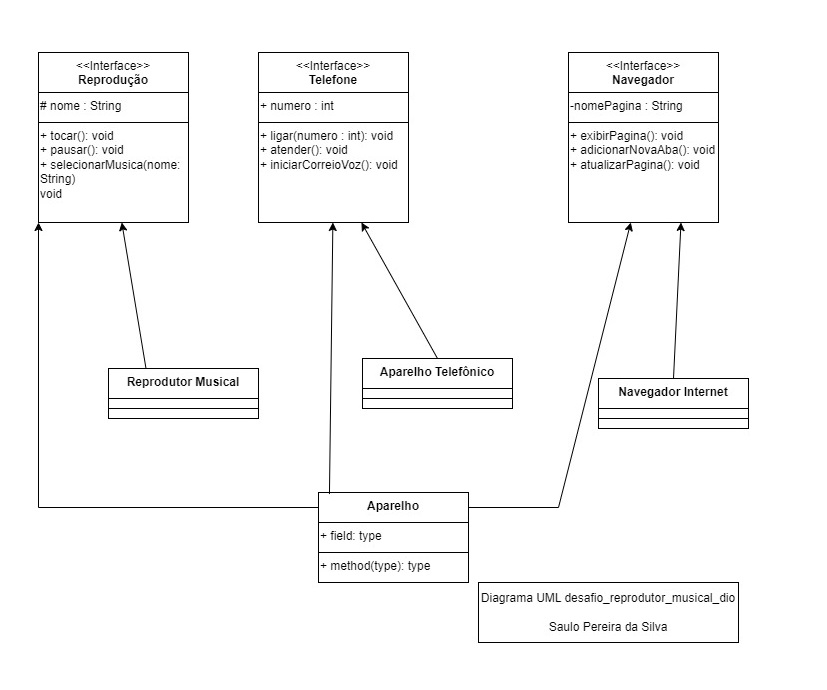 <<Interface>>
Reprodução
# nome : String
+ tocar(): void
+ pausar(): void
+ selecionarMusica(nome:
String)
void
<<Interface>>
Telefone
+ numero : int
+ ligar(numero : int): void
+ atender(): void
+ iniciarCorreioVoz(): void
<<Interface>>
Navegador
-nomePagina : String
+ exibirPagina(): void
+ adicionarNovaAba(): void
+ atualizarPagina(): void
Reprodutor Musical
Aparelho Telefônico
Navegador Internet
Aparelho
+ field: type
+ method(type): type
Diagrama UML desafio_reprodutor_musical_dio
Saulo Pereira da Silva